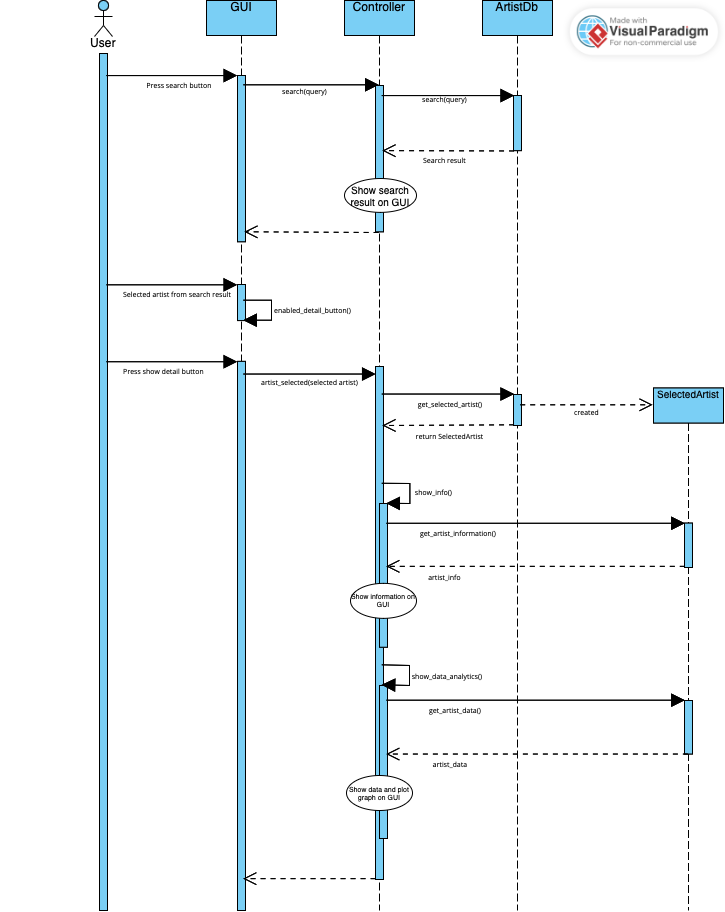 GUI
Controller
ArtistDb
Made with
VisualParadigm
For non-commercial use
User
Press search button
search(query)
search(query)
Search result
Show search
result on GUI
Selected artist from search result
enabled_detail_button()
Press show detail button
artist_selected(selected artist)
get_selected_artist()
created
SelectedArtist
return SelectedArtist
show_info()
get_artist_information()
artist_info
Show information on
GUI
show_data_analytics()
get_artist_data()
artist_data
Show data and plot
graph on GUI